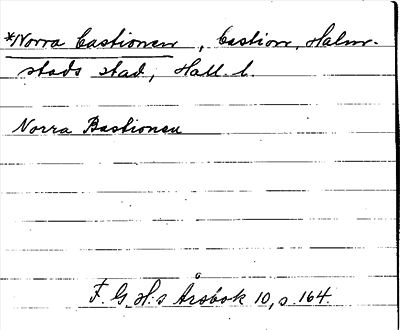 *Norra bastionen, bastion, Halm-
stads stad, Hall. l.
Norra Bastionen
F. G. H:s Årsbok 10, s. 164.